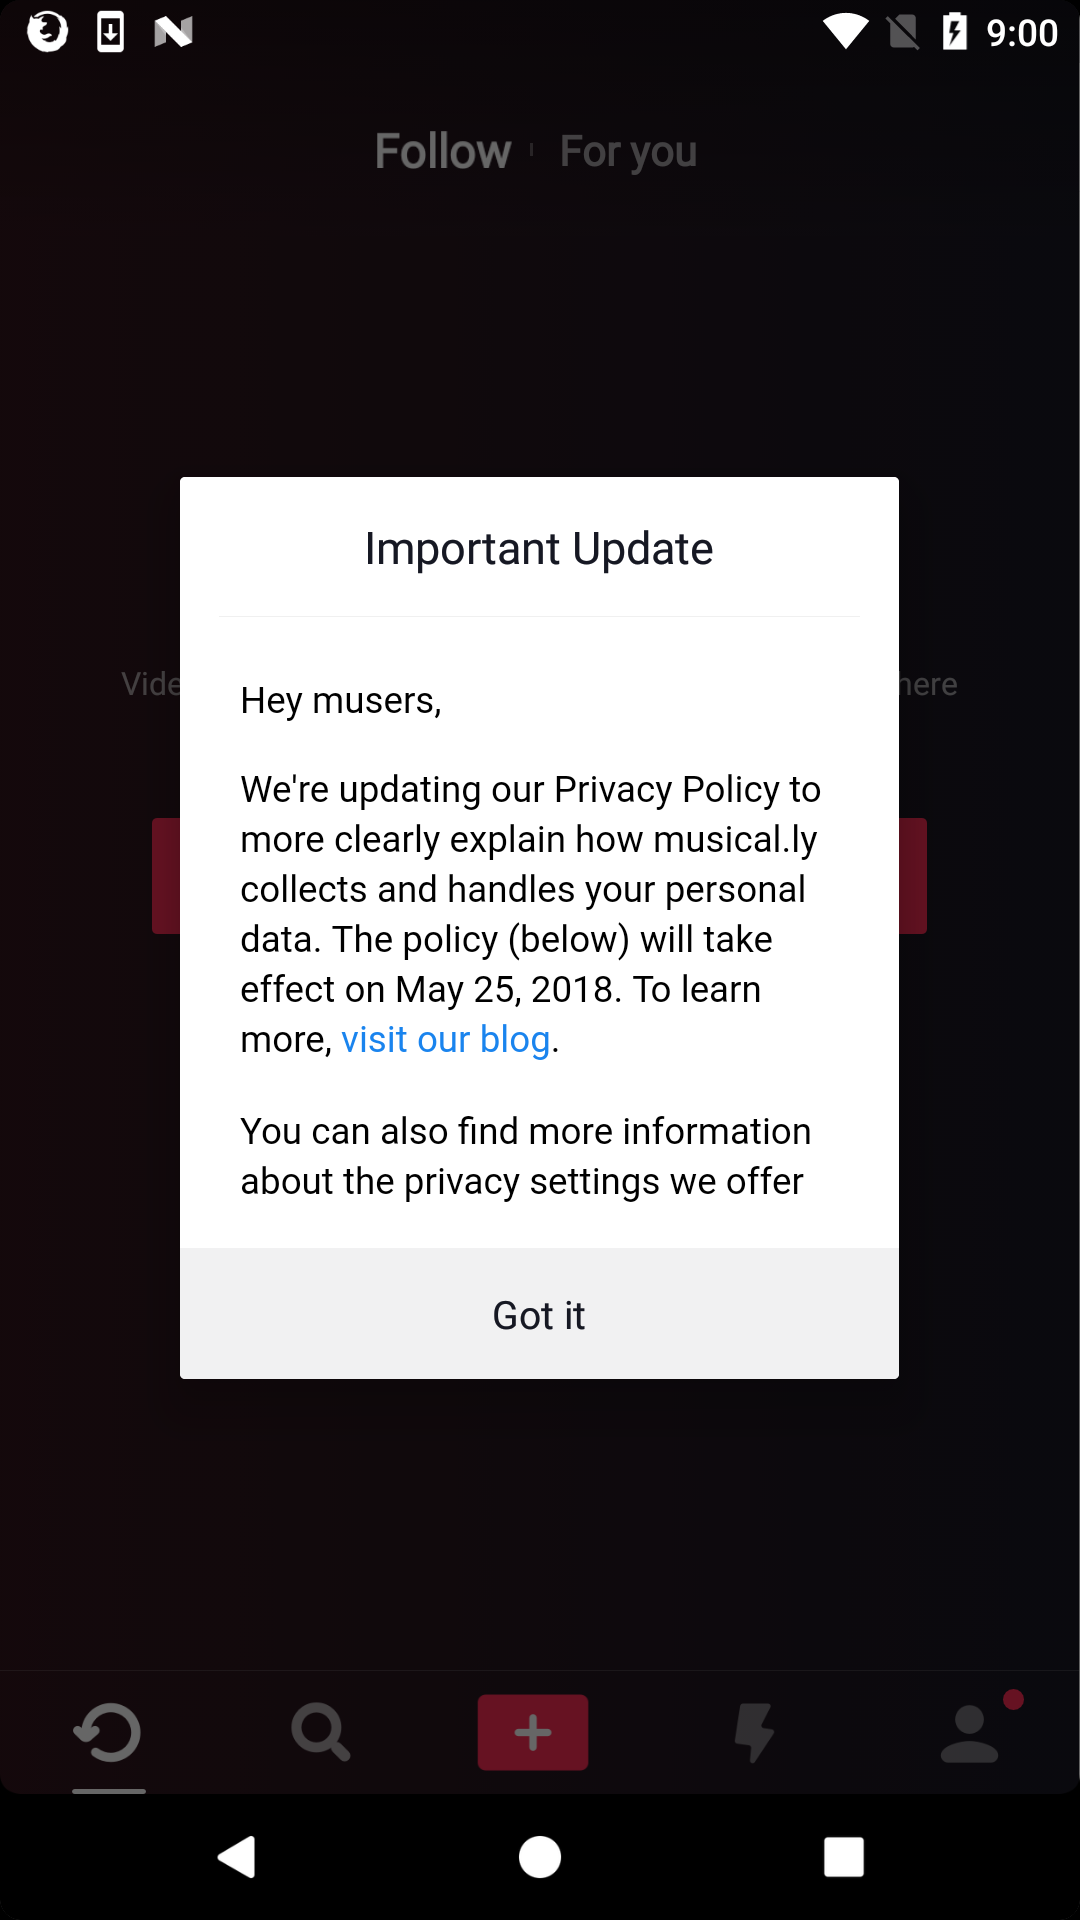 9:00
Follow
For you
Important Update
Hey musers,
We're updating our Privacy Policy to
more clearly explain how musical.ly
collects and handles your personal
data. The policy (below) will take
effect on May 25, 2018. To learn
more, visit our blog.
You can also find more information
about the privacy settings we offer
Got it